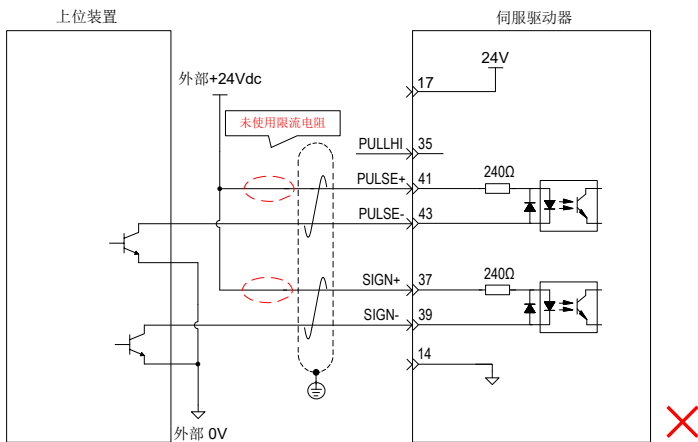 上位装置
伺服驱动器
外部+24Vdc
24V
17
未使用限流电阻
PULLHI
35
PULSE+
41
240Ω
PULSE-
43
SIGN+
37
240Ω
SIGN-
39
14
外部 0V